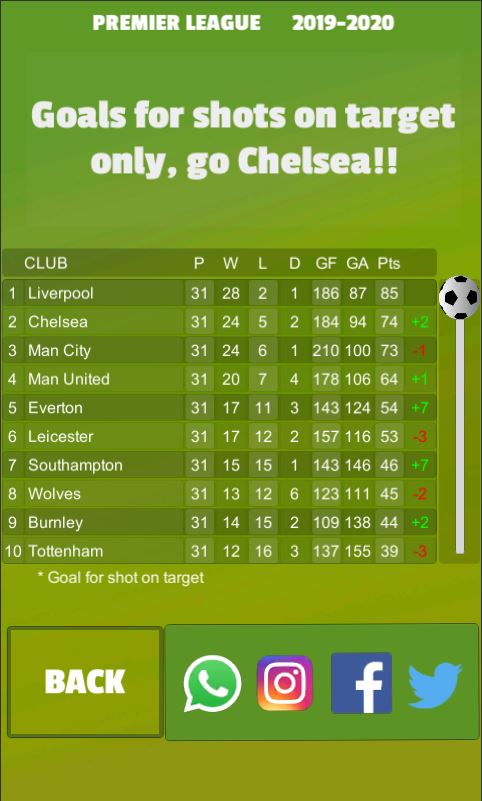 PREMIER LEAGUE 2019-2020
Goals for shots on target
only, go Chelsea!!
CLUB P W L D GF GA Pts
1 Liverpool 31 28 2 1 186 87 85
2 Chelsea 31 24 5 2 184 94 74 +2
3 Man City 31 24 6 1 210 100 73 -1
4 Man United 31 20 7 4 178 106 64 +1
5 Everton 31 17 11 3 143 124 54 +7
6 Leicester 31 17 12 2 157 116 53 -3
7 Southampton 31 15 15 1 143 146 46 +7
8 Wolves 31 13 12 6 123 111 45 -2
9 Burnley 31 14 15 2 109 138 44 +2
10 Tottenham 31 12 16 3 137 155 39 -3
* Goal for shot on target
BACK